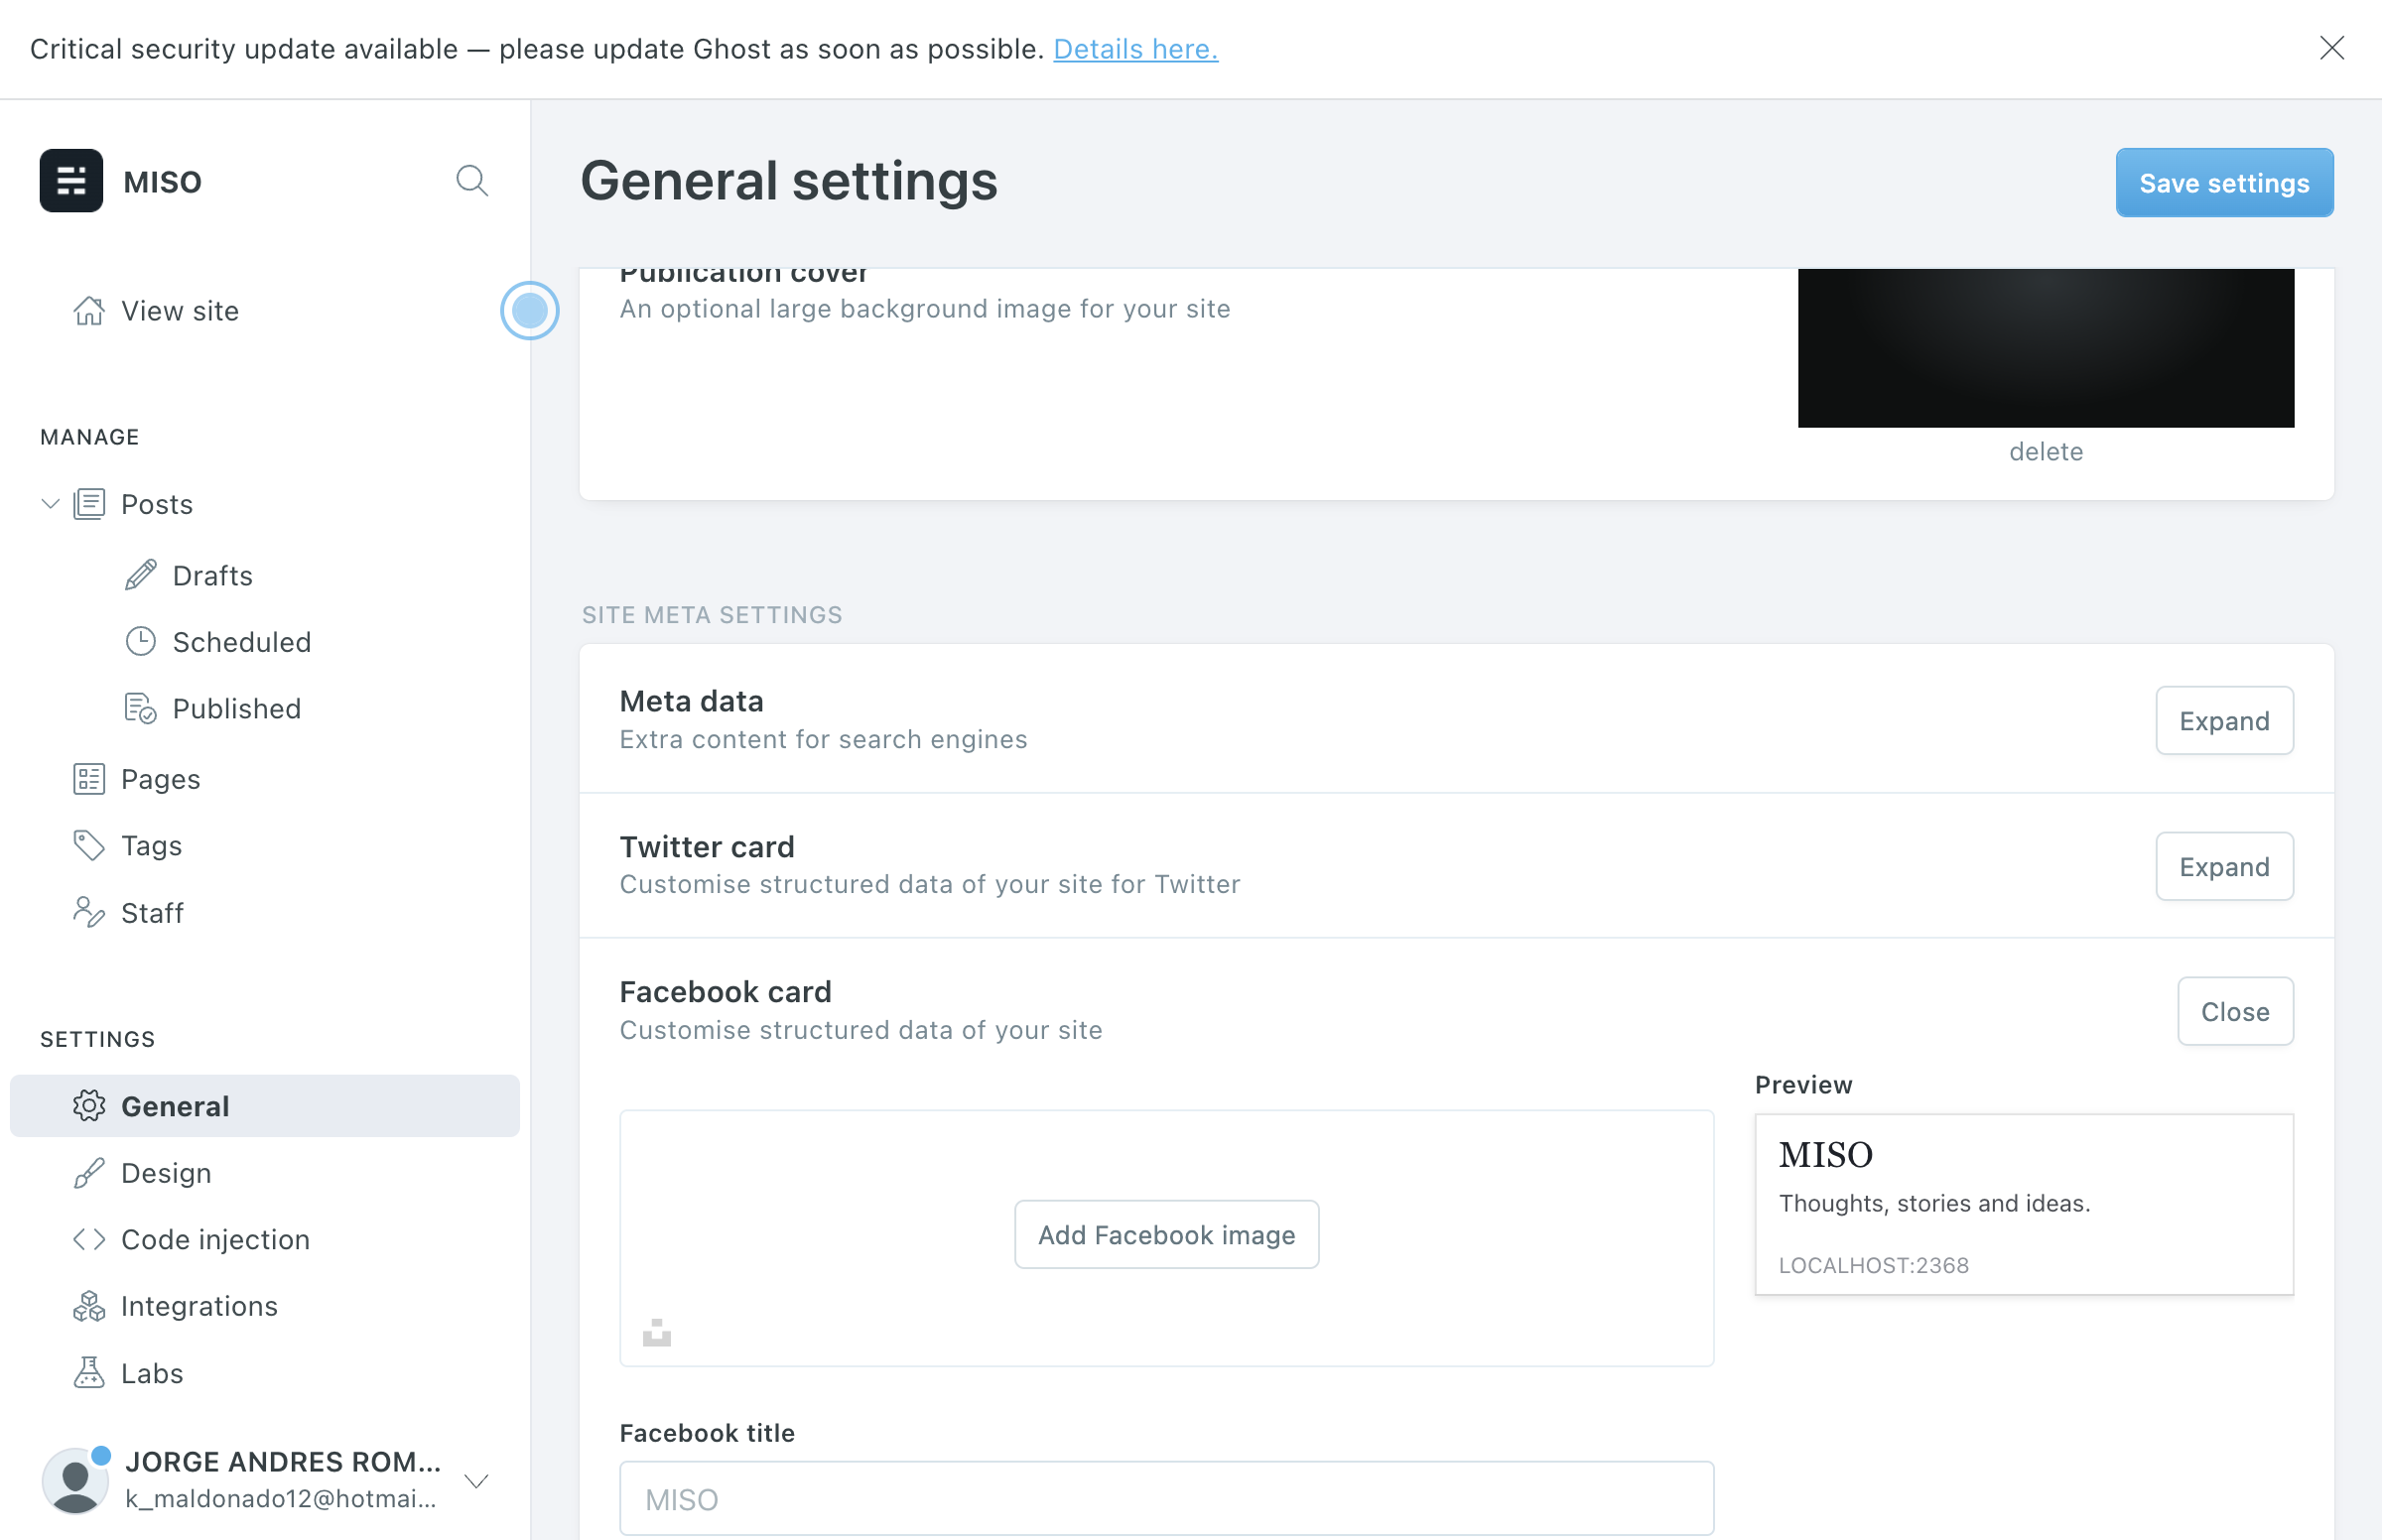 Critical security update available — please update Ghost as soon as possible. Details here.
MISO
View site
MANAGE
Posts
Drafts
Scheduled
Published
Pages
Tags
Staff
SETTINGS
General
Design
Code injection
Integrations
Labs
JORGE ANDRES ROM...
k_maldonado12@hotmai...
General settings
Save settings
Publication cover
An optional large background image for your site
delete
SITE META SETTINGS
Meta data
Extra content for search engines
Expand
Twitter card
Customise structured data of your site for Twitter
Expand
Facebook card
Customise structured data of your site
Close
Add Facebook image
Preview
MISO
Thoughts, stories and ideas.
LOCALHOST:2368
Facebook title
MISO